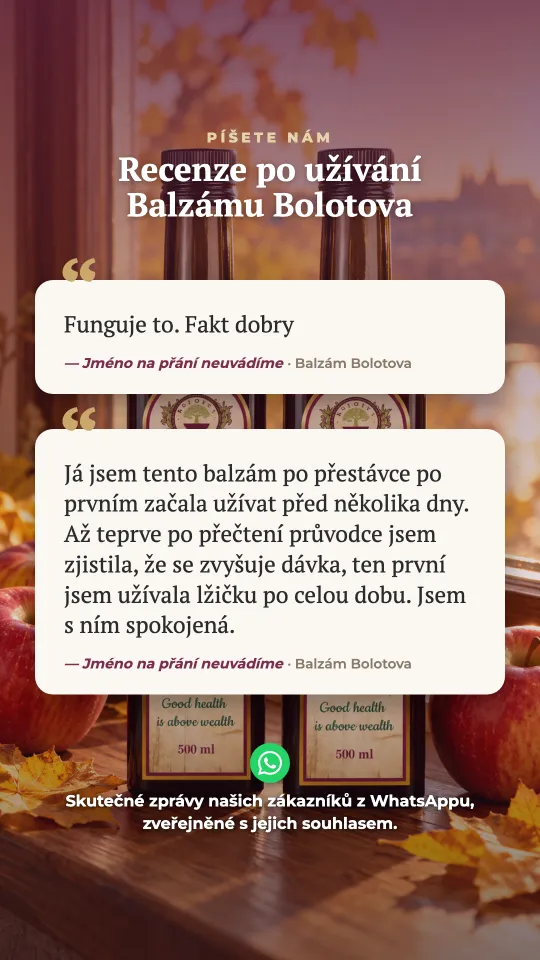 PÍŠETE NÁM
Recenze po užívání
Balzámu Bolotova
Funguje to. Fakt dobry
— Jméno na přání neuvádíme · Balzám Bolotova
Já jsem tento balzám po přestávce po
prvním začala užívat před několika dny.
Až teprve po přečtení průvodce jsem
zjistila, že se zvyšuje dávka, ten první
jsem užívala lžičku po celou dobu. Jsem
s ním spokojená.
— Jméno na přání neuvádíme · Balzám Bolotova
Good health
is above wealth
500 ml
Good health
is above wealth
500 ml
Skutečné zprávy našich zákazníků z WhatsAppu,
zveřejněné s jejich souhlasem.